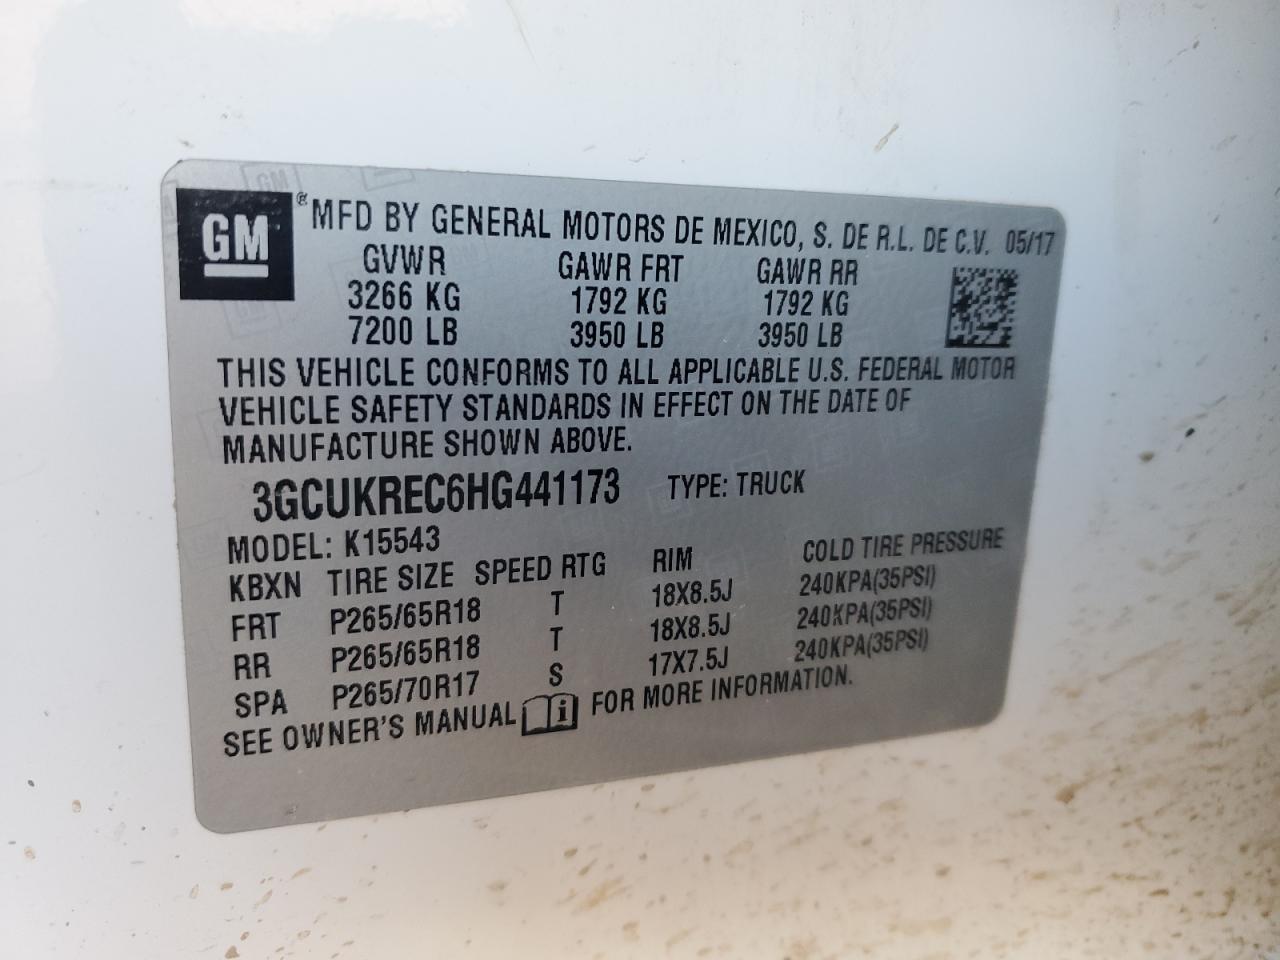 GM® MFD BY GENERAL MOTORS DE MEXICO, S. DE R.L. DE C.V. 05/17
GVWR GAWR FRT GAWR RR
3266 KG 1792 KG 1792 KG
7200 LB 3950 LB 3950 LB
THIS VEHICLE CONFORMS TO ALL APPLICABLE U.S. FEDERAL MOTOR
VEHICLE SAFETY STANDARDS IN EFFECT ON THE DATE OF
MANUFACTURE SHOWN ABOVE.
3GCUKREC6HG441173 TYPE: TRUCK
MODEL: K15543
KBXN TIRE SIZE SPEED RTG RIM COLD TIRE PRESSURE
FRT P265/65R18 T 18X8.5J 240KPA(35PSI)
RR P265/65R18 T 18X8.5J 240KPA(35PSI)
SPA P265/70R17 S 17X7.5J 240KPA(35PSI)
SEE OWNER'S MANUAL i FOR MORE INFORMATION.